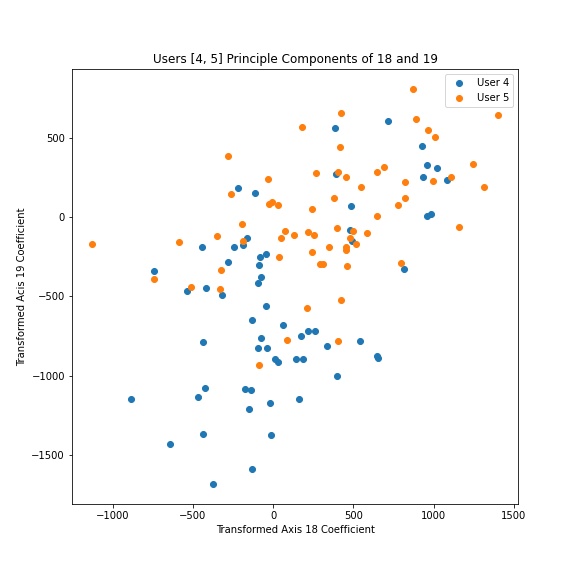 Users [4, 5] Principle Components of 18 and 19
User 4
User 5
Transformed Acis 19 Coefficient
500
0
−500
−1000
−1500
−1000
−500
0
500
1000
1500
Transformed Axis 18 Coefficient